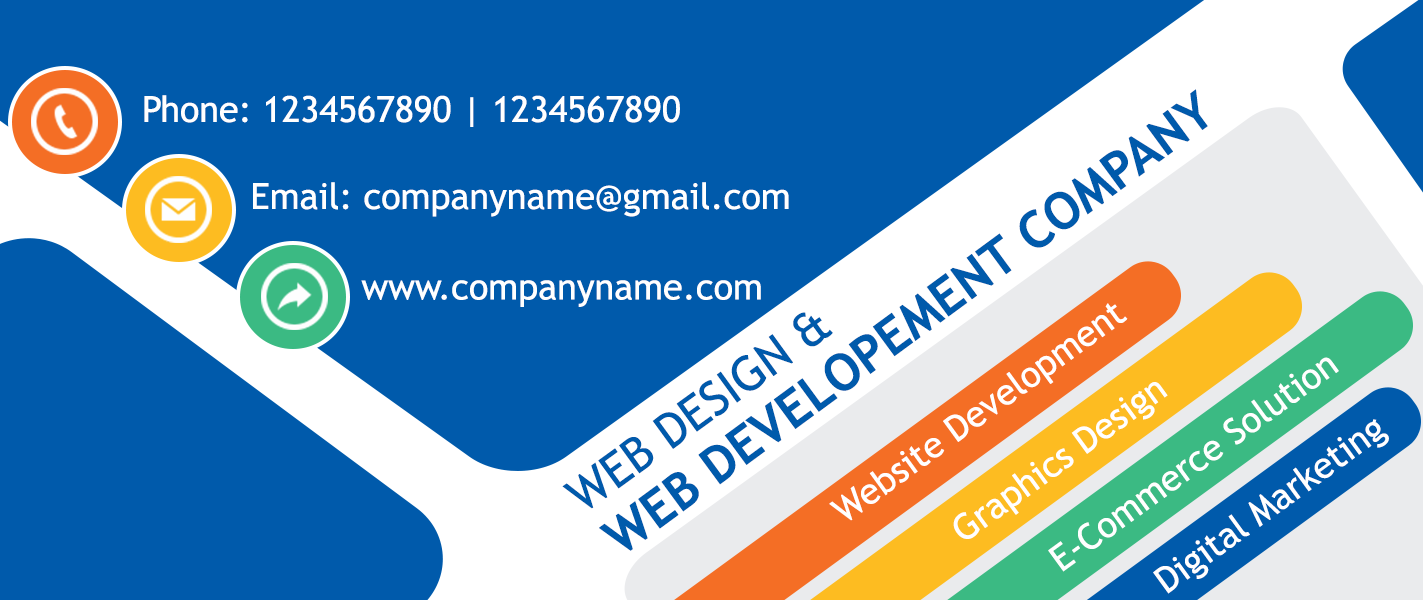 Phone: 1234567890 | 1234567890
Email: companyname@gmail.com
www.companyname.com
WEB DESIGN &
WEB DEVELOPEMENT COMPANY
Website Development
Graphics Design
E-Commerce Solution
Digital Marketing